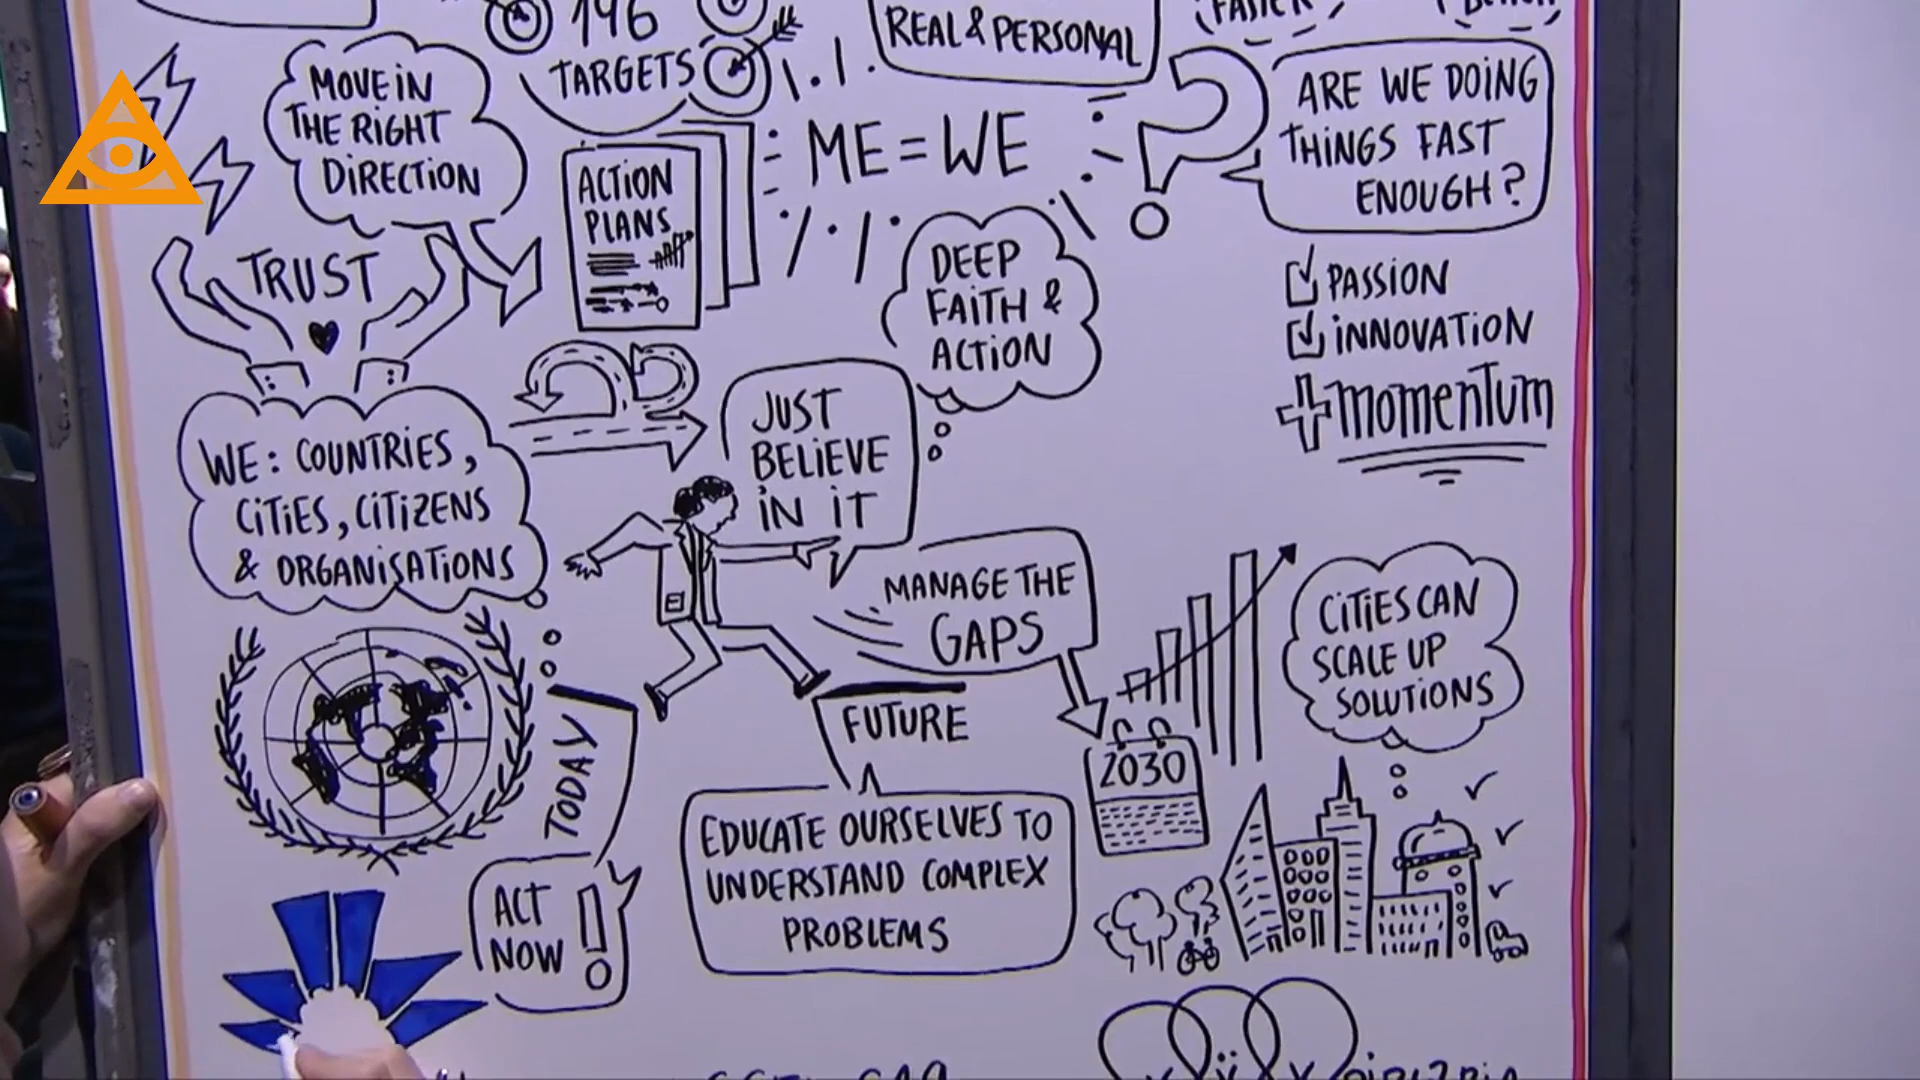 196
TARGETS
REAL & PERSONAL
FASTER
MOVE IN
THE RIGHT
DIRECTION
ACTION
PLANS
ME = WE
ARE WE DOING
THINGS FAST
ENOUGH?
TRUST
DEEP
FAITH &
ACTION
PASSION
INNOVATION
+MOMENTUM
WE: COUNTRIES,
CITIES, CITIZENS
& ORGANISATIONS
JUST
BELIEVE
IN IT
MANAGE THE
GAPS
CITIES CAN
SCALE UP
SOLUTIONS
TODAY
FUTURE
2030
EDUCATE OURSELVES TO
UNDERSTAND COMPLEX
PROBLEMS
ACT
NOW!